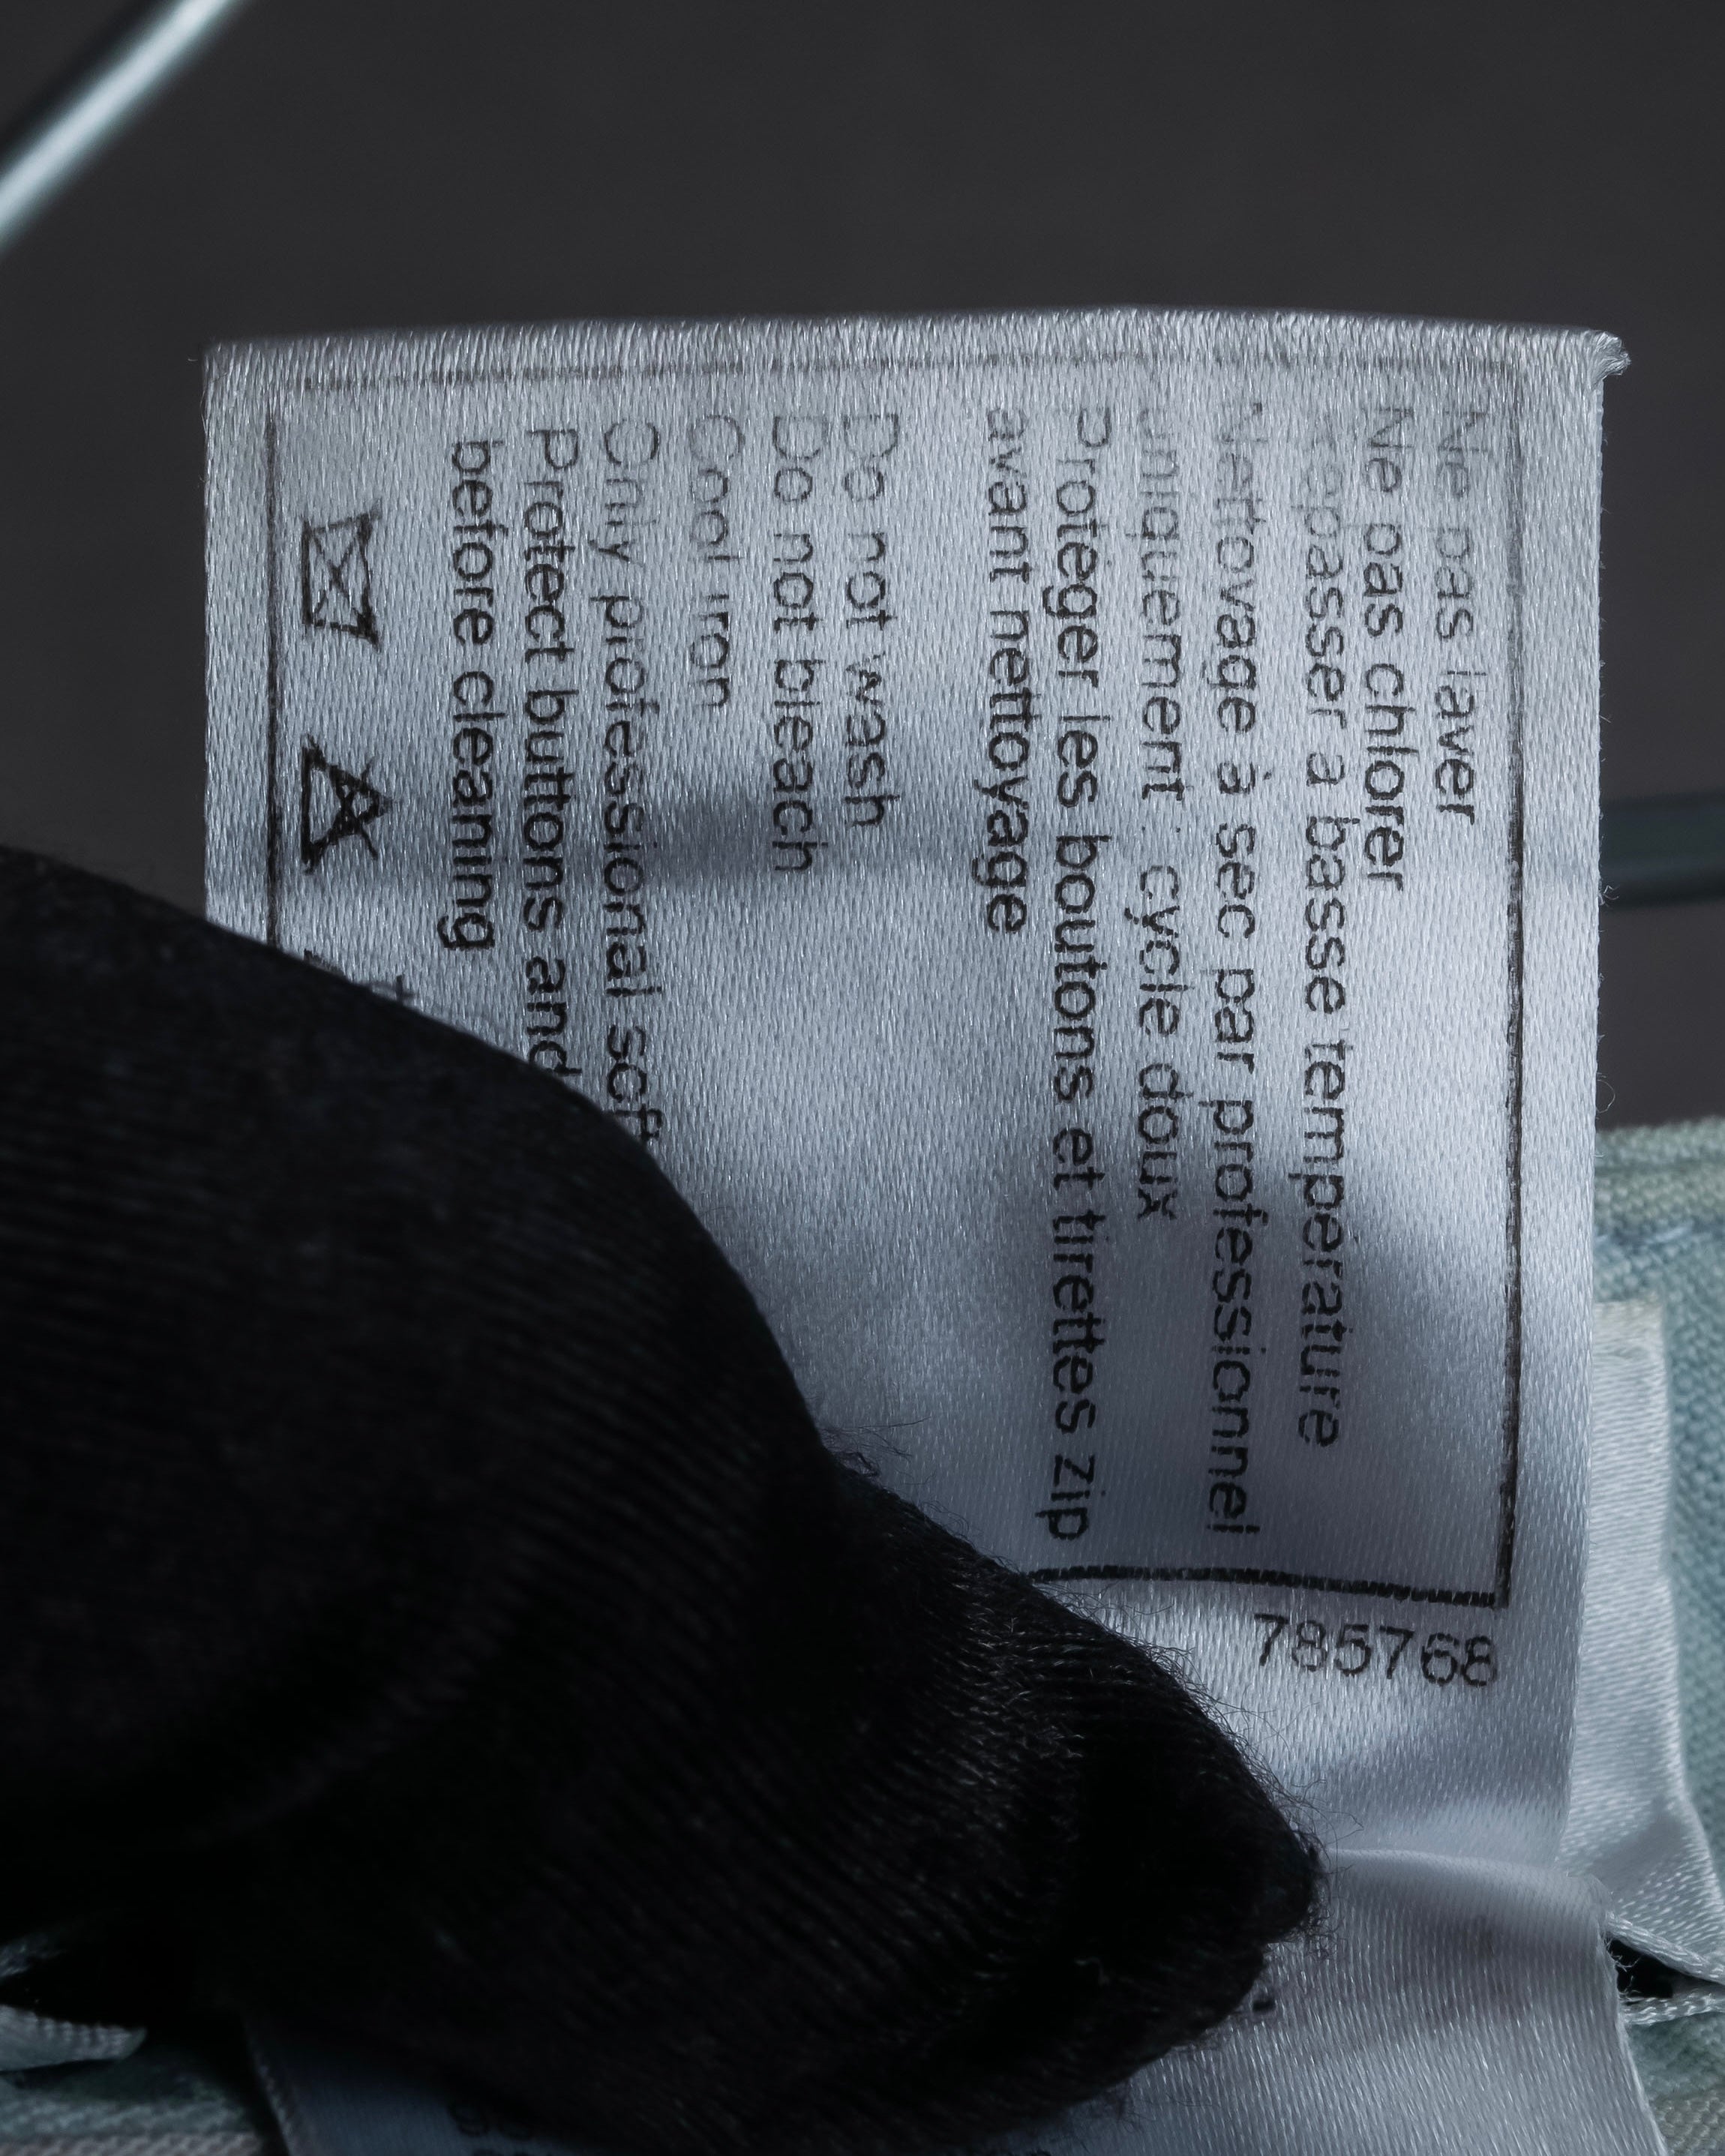 Ne pas laver
Ne pas chlorer
repasser a basse température
Nettoyage à sec par professionnel
uniquement : cycle doux
Protéger les boutons et tirettes zip
avant nettoyage
Do not wash
Do not bleach
Cool iron
Only professional soft
Protect buttons and
before cleaning
785768